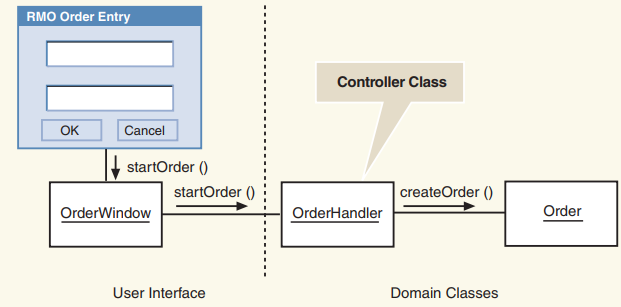 RMO Order Entry
Controller Class
OK
Cancel
startOrder ()
startOrder ()
createOrder ()
OrderWindow
OrderHandler
Order
User Interface
Domain Classes